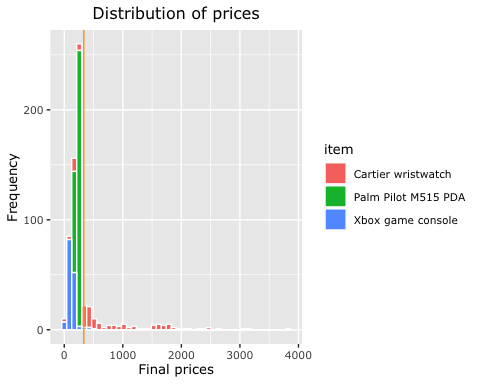 Distribution of prices
Frequency
200
100
0
0
1000
2000
3000
4000
Final prices
item
Cartier wristwatch
Palm Pilot M515 PDA
Xbox game console